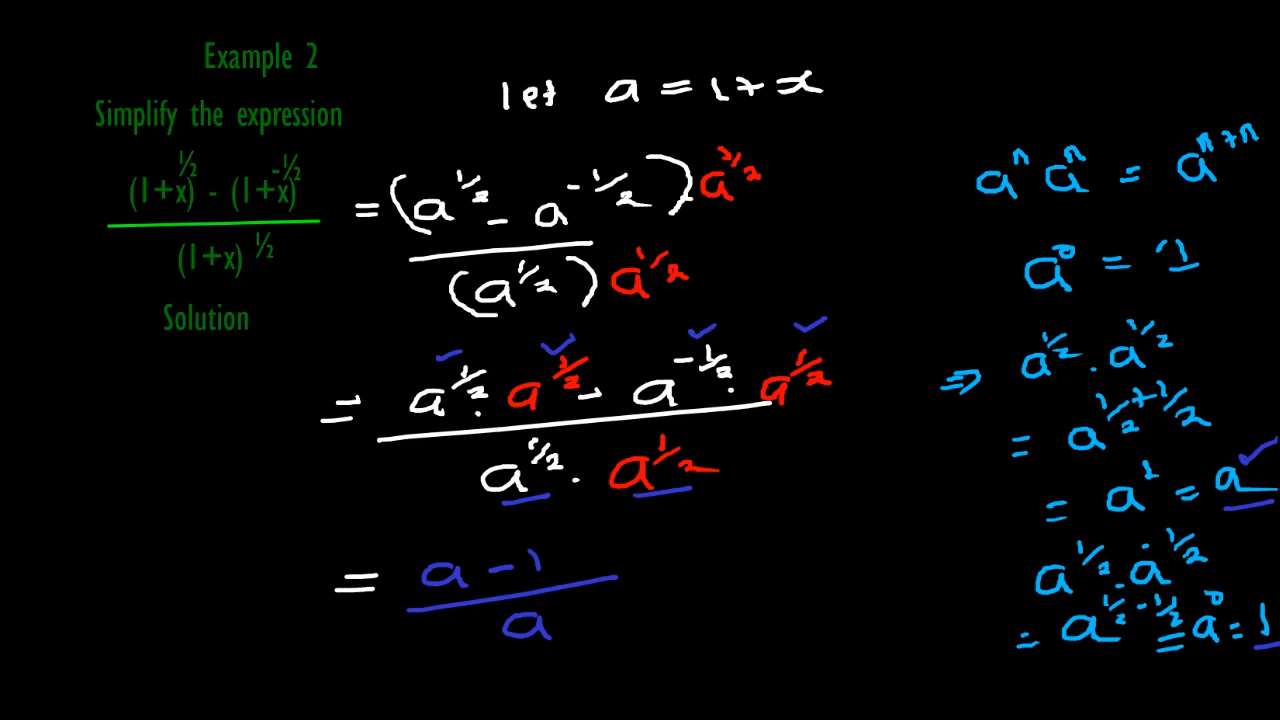 Example 2
Simplify the expression
(1+x)^½ - (1+x)^-½
(1+x)^½
Solution
let a = 1+x
= (a^1/2 - a^-1/2) a^1/2
(a^1/2) a^1/2
= a^1/2 . a^1/2 - a^-1/2 . a^1/2
a^1/2 . a^1/2
= a - 1
a
a^n a^n = a^n+n
a^0 = 1
⇒ a^1/2 . a^1/2
= a^1/2+1/2
= a^1 = a
a^1/2 . a^-1/2
= a^1/2-1/2 = a^0 = 1